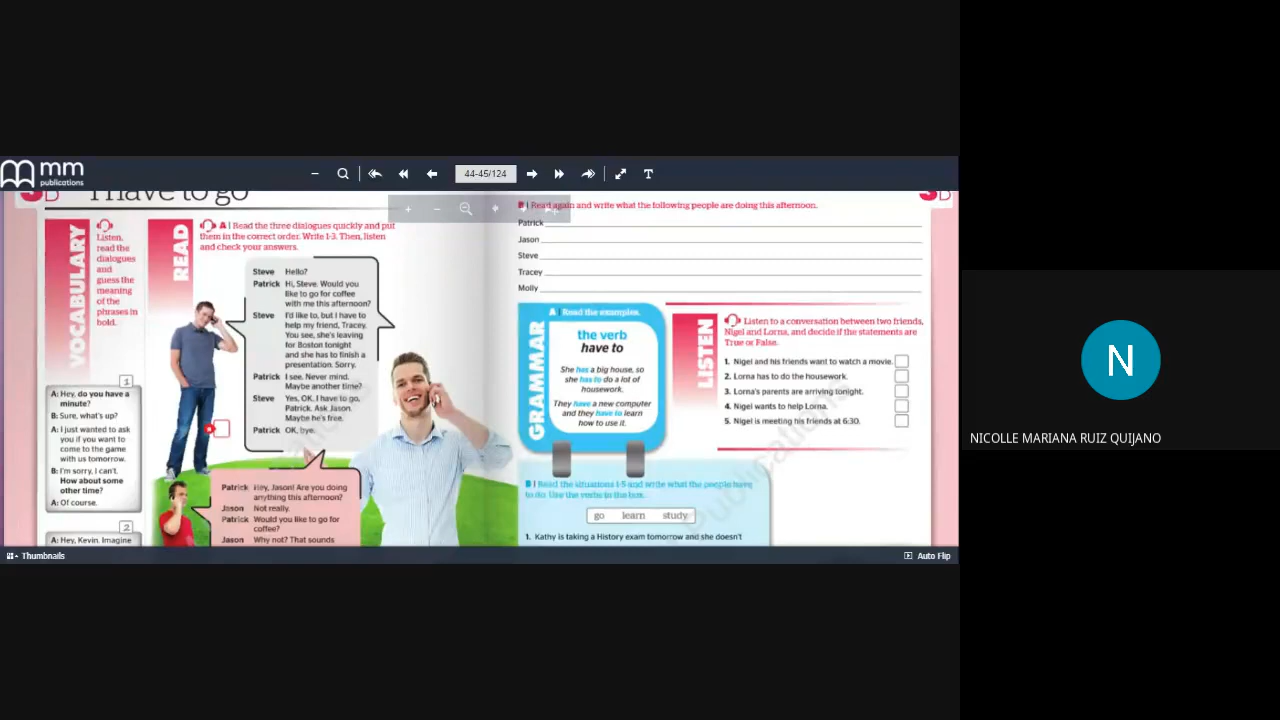 mm
publications
44-45/124
T
3B I have to go
VOCABULARY
Listen,
read the
dialogues
and
guess the
meaning
of the
phrases in
bold.
1
A: Hey, do you have a
minute?
B: Sure, what's up?
A: I just wanted to ask
you if you want to
come to the game
with us tomorrow.
B: I'm sorry, I can't.
How about some
other time?
A: Of course.
2
A: Hey, Kevin. Imagine
READ
A | Read the three dialogues quickly and put
them in the correct order. Write 1-3. Then, listen
and check your answers.
Steve Hello?
Patrick Hi, Steve. Would you
like to go for coffee
with me this afternoon?
Steve I'd like to, but I have to
help my friend, Tracey.
You see, she's leaving
for Boston tonight
and she has to finish a
presentation. Sorry.
Patrick I see. Never mind.
Maybe another time?
Steve Yes, OK. I have to go,
Patrick. Ask Jason.
Maybe he's free.
Patrick OK, bye.
Patrick Hey, Jason! Are you doing
anything this afternoon?
Jason Not really.
Patrick Would you like to go for
coffee?
Jason Why not? That sounds
B | Read again and write what the following people are doing this afternoon.
Patrick
Jason
Steve
Tracey
Molly
GRAMMAR
A | Read the examples.
the verb
have to
She has a big house, so
she has to do a lot of
housework.
They have a new computer
and they have to learn
how to use it.
LISTEN
Listen to a conversation between two friends,
Nigel and Lorna, and decide if the statements are
True or False.
1. Nigel and his friends want to watch a movie.
2. Lorna has to do the housework.
3. Lorna's parents are arriving tonight.
4. Nigel wants to help Lorna.
5. Nigel is meeting his friends at 6:30.
B | Read the situations 1-5 and write what the people have
to do. Use the verbs in the box.
go learn study
1. Kathy is taking a History exam tomorrow and she doesn't
Publications
Thumbnails
Auto Flip
N
NICOLLE MARIANA RUIZ QUIJANO